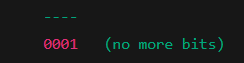 ----
0001 (no more bits)